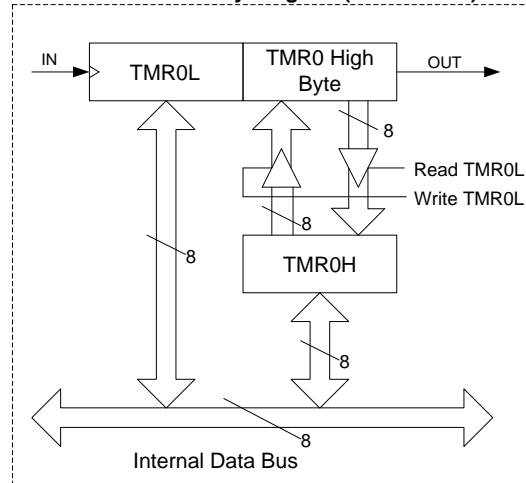 IN
TMR0L
TMR0 High
Byte
OUT
8
Read TMR0L
Write TMR0L
8
8
TMR0H
8
8
Internal Data Bus